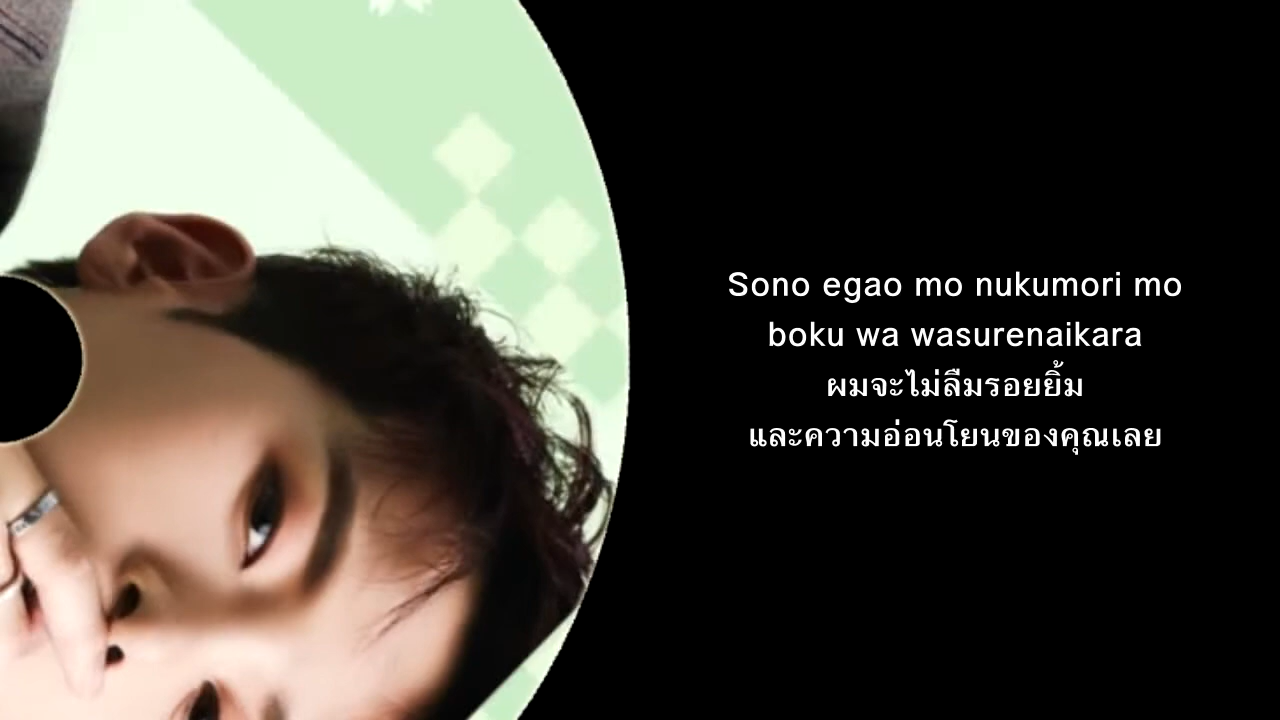 Sono egao mo nukumori mo
boku wa wasurenaikara
ผมจะไม่ลืมรอยยิ้ม
และความอ่อนโยนของคุณเลย